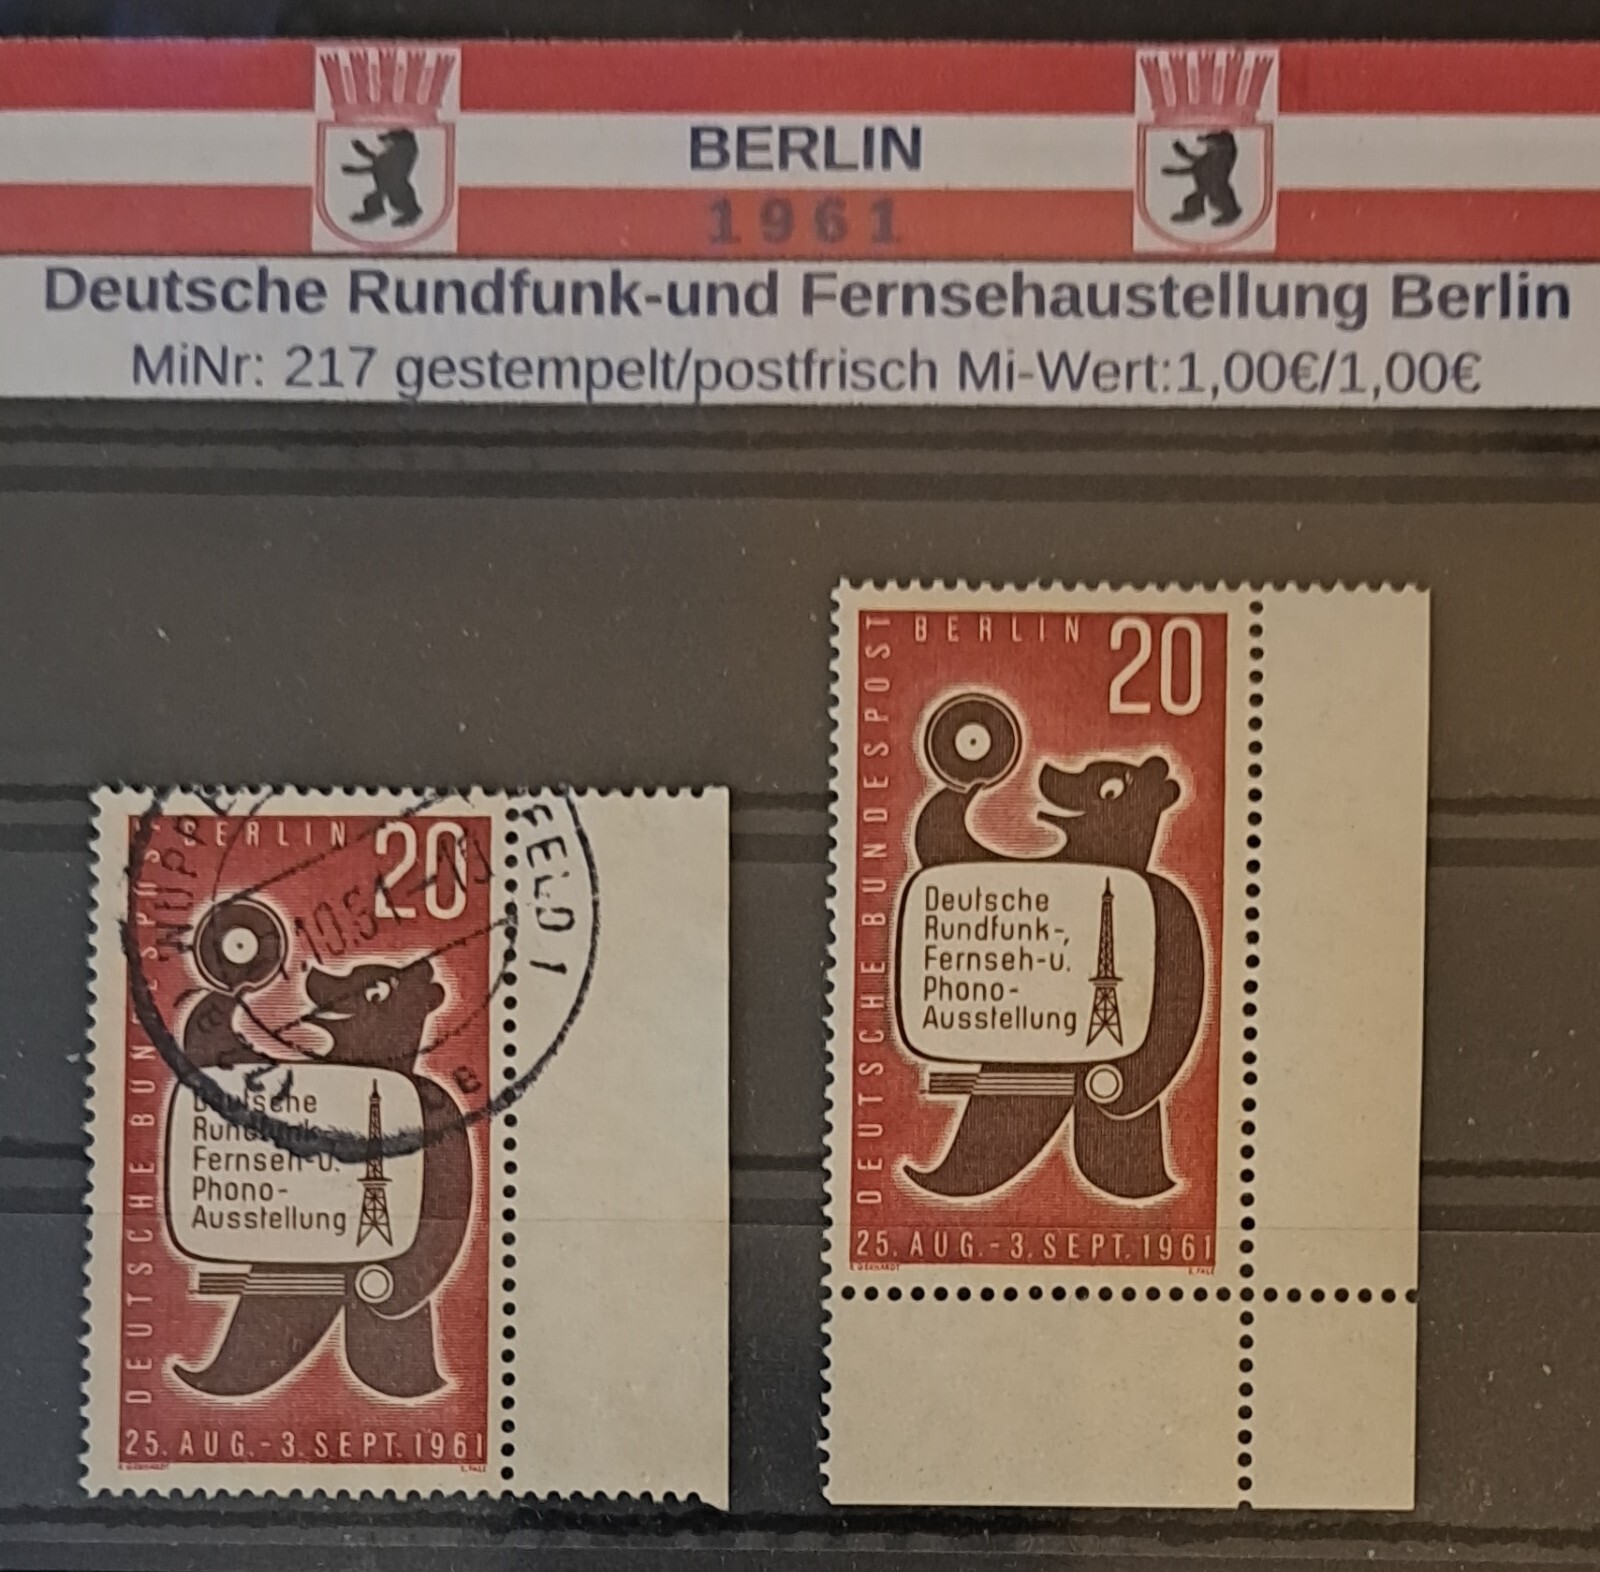 BERLIN
1961
Deutsche Rundfunk-und Fernsehaustellung Berlin
MiNr: 217 gestempelt/postfrisch Mi-Wert:1,00€/1,00€
BERLIN
20
Deutsche
Rundfunk-
Fernseh-u.
Phono-
Ausstellung
DEUTSCHE BUNDESPOST
25. AUG.-3. SEPT. 1961
FELD 1
BERLIN
20
DEUTSCHE BUNDESPOST
Deutsche
Rundfunk-,
Fernseh-u.
Phono-
Ausstellung
25. AUG.-3. SEPT. 1961